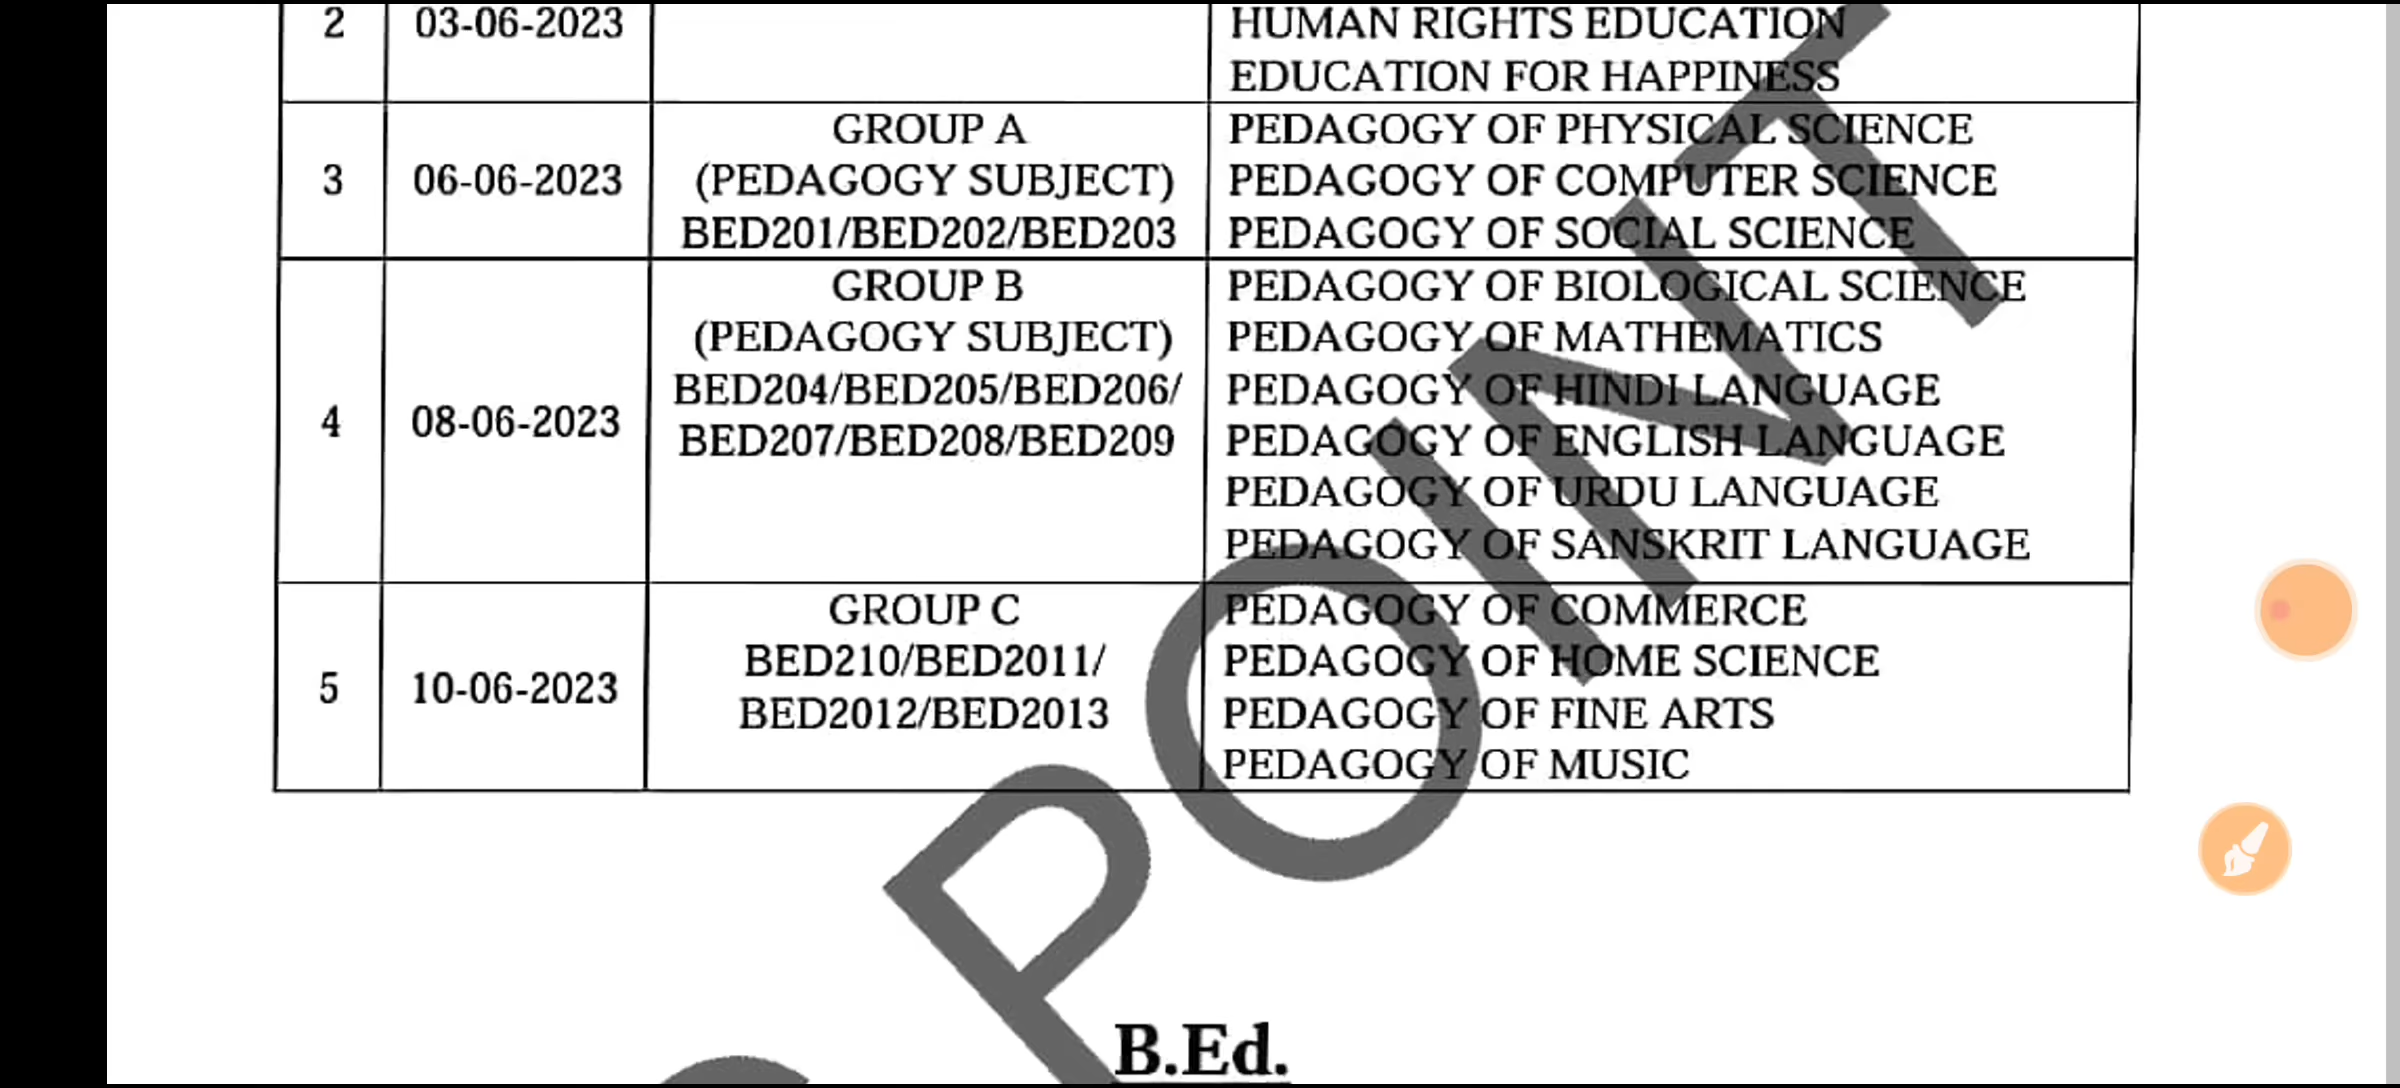 2 03-06-2023 HUMAN RIGHTS EDUCATION
EDUCATION FOR HAPPINESS
GROUP A PEDAGOGY OF PHYSICAL SCIENCE
3 06-06-2023 (PEDAGOGY SUBJECT) PEDAGOGY OF COMPUTER SCIENCE
BED201/BED202/BED203 PEDAGOGY OF SOCIAL SCIENCE
GROUP B PEDAGOGY OF BIOLOGICAL SCIENCE
(PEDAGOGY SUBJECT) PEDAGOGY OF MATHEMATICS
BED204/BED205/BED206/ PEDAGOGY OF HINDI LANGUAGE
4 08-06-2023 BED207/BED208/BED209 PEDAGOGY OF ENGLISH LANGUAGE
PEDAGOGY OF URDU LANGUAGE
PEDAGOGY OF SANSKRIT LANGUAGE
GROUP C PEDAGOGY OF COMMERCE
BED210/BED2011/ PEDAGOGY OF HOME SCIENCE
5 10-06-2023 BED2012/BED2013 PEDAGOGY OF FINE ARTS
PEDAGOGY OF MUSIC
POINT
B.Ed.